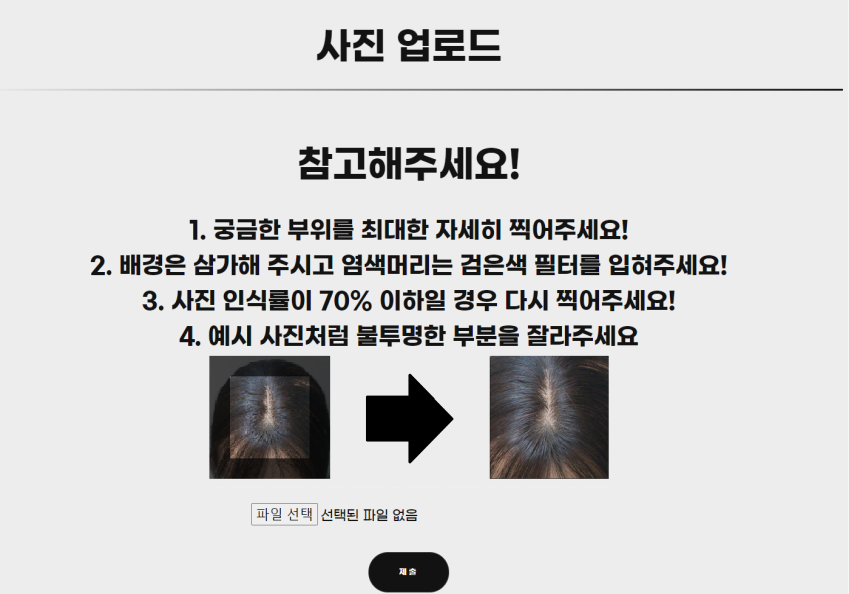 사진 업로드
참고해주세요!
1. 궁금한 부위를 최대한 자세히 찍어주세요!
2. 배경은 삼가해 주시고 염색머리는 검은색 필터를 입혀주세요!
3. 사진 인식률이 70% 이하일 경우 다시 찍어주세요!
4. 예시 사진처럼 불투명한 부분을 잘라주세요
파일 선택 선택된 파일 없음
제출